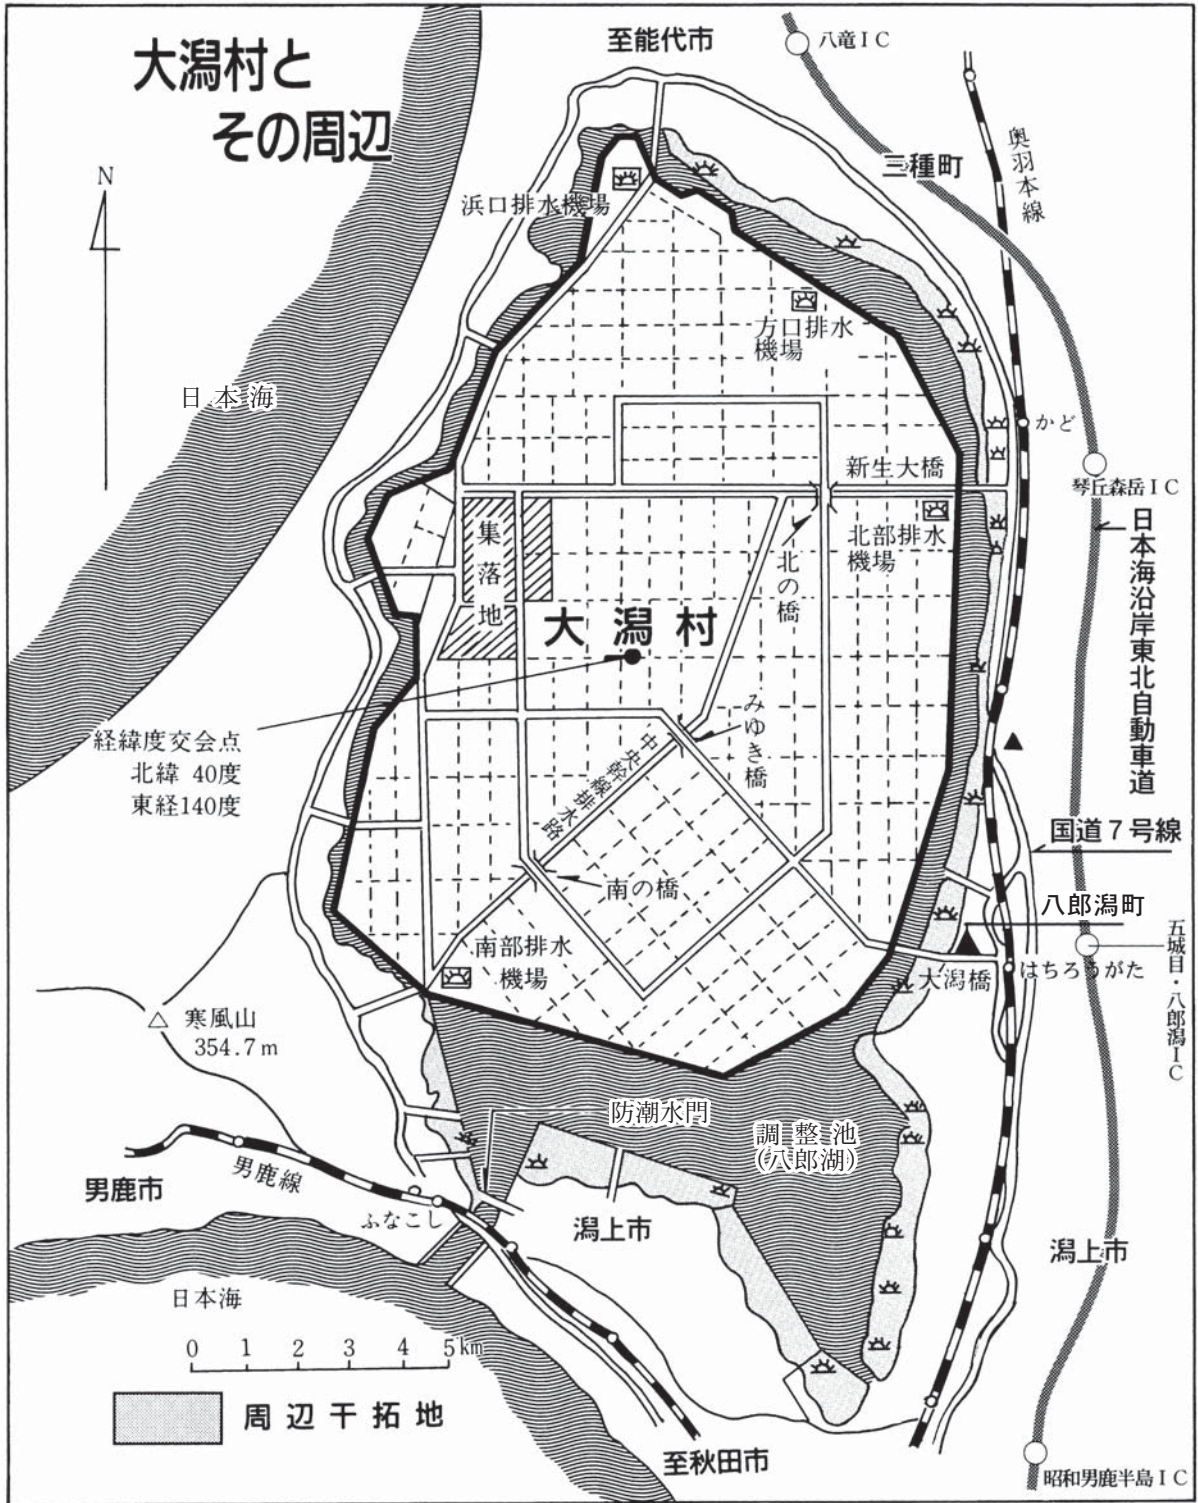 大潟村と
その周辺
至能代市
八竜ＩＣ
三種町
奥羽本線
N
浜口排水機場
方口排水
機場
日本海
かど
新生大橋
琴丘森岳ＩＣ
集落地
北部排水
機場
北の橋
日本海沿岸東北自動車道
大潟村
みゆき橋
経緯度交会点
北緯 40度
東経140度
中央幹線排水路
国道７号線
南の橋
八郎潟町
五城目・八郎潟ＩＣ
南部排水
機場
大潟橋
はちろうがた
寒風山
354.7ｍ
防潮水門
調整池
(八郎湖)
男鹿線
男鹿市
ふなこし
潟上市
潟上市
日本海
0 1 2 3 4 5km
周辺干拓地
至秋田市
昭和男鹿半島ＩＣ